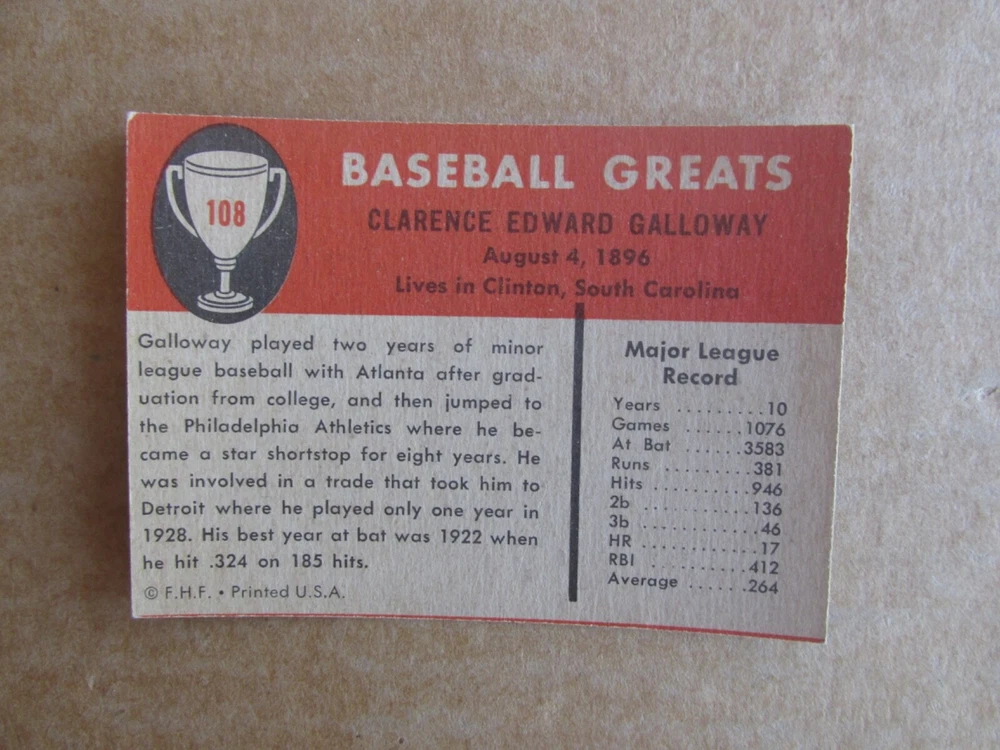 108
BASEBALL GREATS
CLARENCE EDWARD GALLOWAY
August 4, 1896
Lives in Clinton, South Carolina
Galloway played two years of minor
league baseball with Atlanta after grad-
uation from college, and then jumped to
the Philadelphia Athletics where he be-
came a star shortstop for eight years. He
was involved in a trade that took him to
Detroit where he played only one year in
1928. His best year at bat was 1922 when
he hit .324 on 185 hits.
© F.H.F. • Printed U.S.A.
Major League
Record
Years .........10
Games ......1076
At Bat ......3583
Runs .........381
Hits ..........946
2b ............136
3b ............46
HR ............17
RBI ..........412
Average ......264